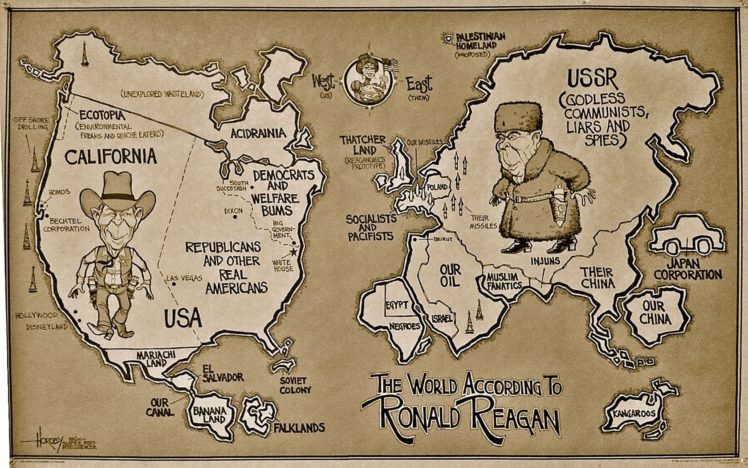 PALESTINIAN
HOMELAND
(PROPOSED)
West
(US)
East
(THEM)
(UNEXPLORED WASTELAND)
ECOTOPIA
(ENVIRONMENTAL
FREAKS AND QUICHE EATERS)
OFF SHORE
DRILLING
ACIDRAINIA
CALIFORNIA
HOMOS
BECHTEL
CORPORATION
SOUTH
SUCCOTASH
DEMOCRATS
AND
WELFARE
BUMS
DIXON
BIG
GOVERN-
MENT
WHITE
HOUSE
REPUBLICANS
AND OTHER
REAL
AMERICANS
LAS VEGAS
HOLLYWOOD
DISNEYLAND
USA
MARIACHI
LAND
EL
SALVADOR
OUR
CANAL
BANANA
LAND
SOVIET
COLONY
FALKLANDS
USSR
(GODLESS
COMMUNISTS,
LIARS AND
SPIES)
THATCHER
LAND
(REAGANOMICS
PROTOTYPE)
OUR MISSILES
POLAND
THEIR
MISSILES
SOCIALISTS
AND
PACIFISTS
BEIRUT
OUR
OIL
EGYPT
NEGROES
ISRAEL
MUSLIM
FANATICS
INJUNS
THEIR
CHINA
JAPAN
CORPORATION
OUR
CHINA
KANGAROOS
THE WORLD ACCORDING TO
RONALD REAGAN
HORSEY